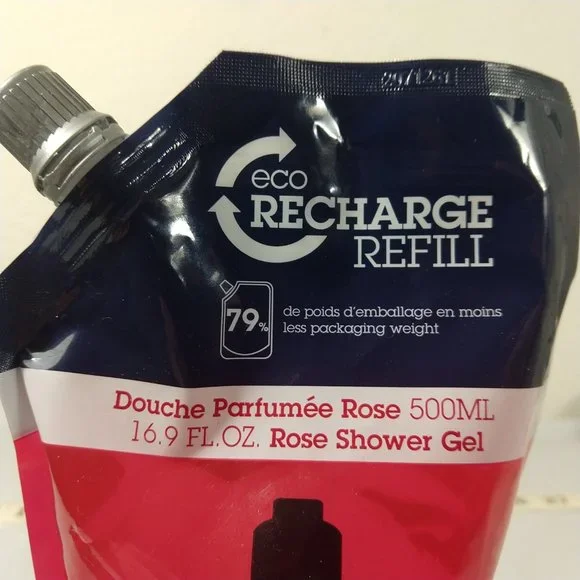 eco
RECHARGE
REFILL
79%
de poids d'emballage en moins
less packaging weight
Douche Parfumée Rose 500ML
16.9 FL.OZ. Rose Shower Gel